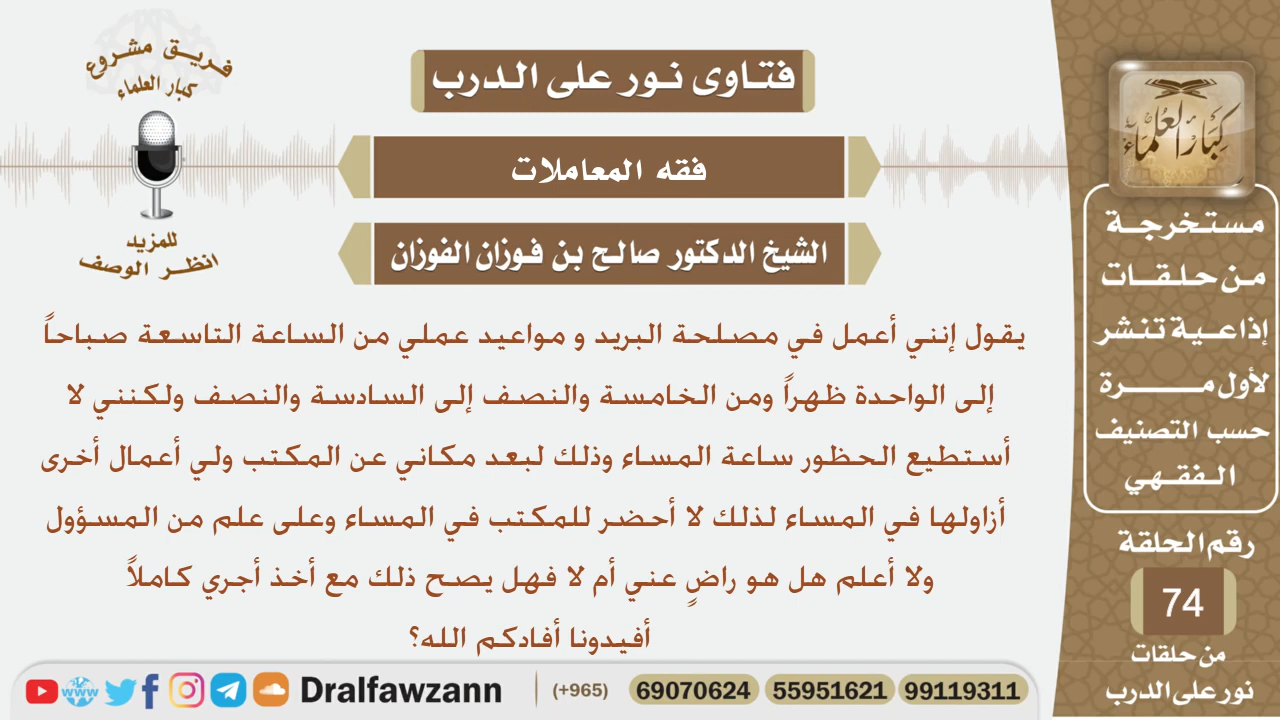 فريق مشروع
كبار العلماء
للمزيد
انظر الوصف
فتاوى نور على الدرب
فقه المعاملات
الشيخ الدكتور صالح بن فوزان الفوزان
يقول إنني أعمل في مصلحة البريد و مواعيد عملي من الساعة التاسعة صباحاً
إلى الواحدة ظهراً ومن الخامسة والنصف إلى السادسة والنصف ولكنني لا
أستطيع الحظور ساعة المساء وذلك لبعد مكاني عن المكتب ولي أعمال أخرى
أزاولها في المساء لذلك لا أحضر للمكتب في المساء وعلى علم من المسؤول
ولا أعلم هل هو راضٍ عني أم لا فهل يصح ذلك مع أخذ أجري كاملاً
أفيدونا أفادكم الله؟
كبار العلماء
مستخرجة
من حلقات
إذاعية تنشر
لأول مرة
حسب التصنيف
الفقهي
رقم الحلقة
74
من حلقات
نور على الدرب
www
Dralfawzann
(+965) 69070624 55951621 99119311